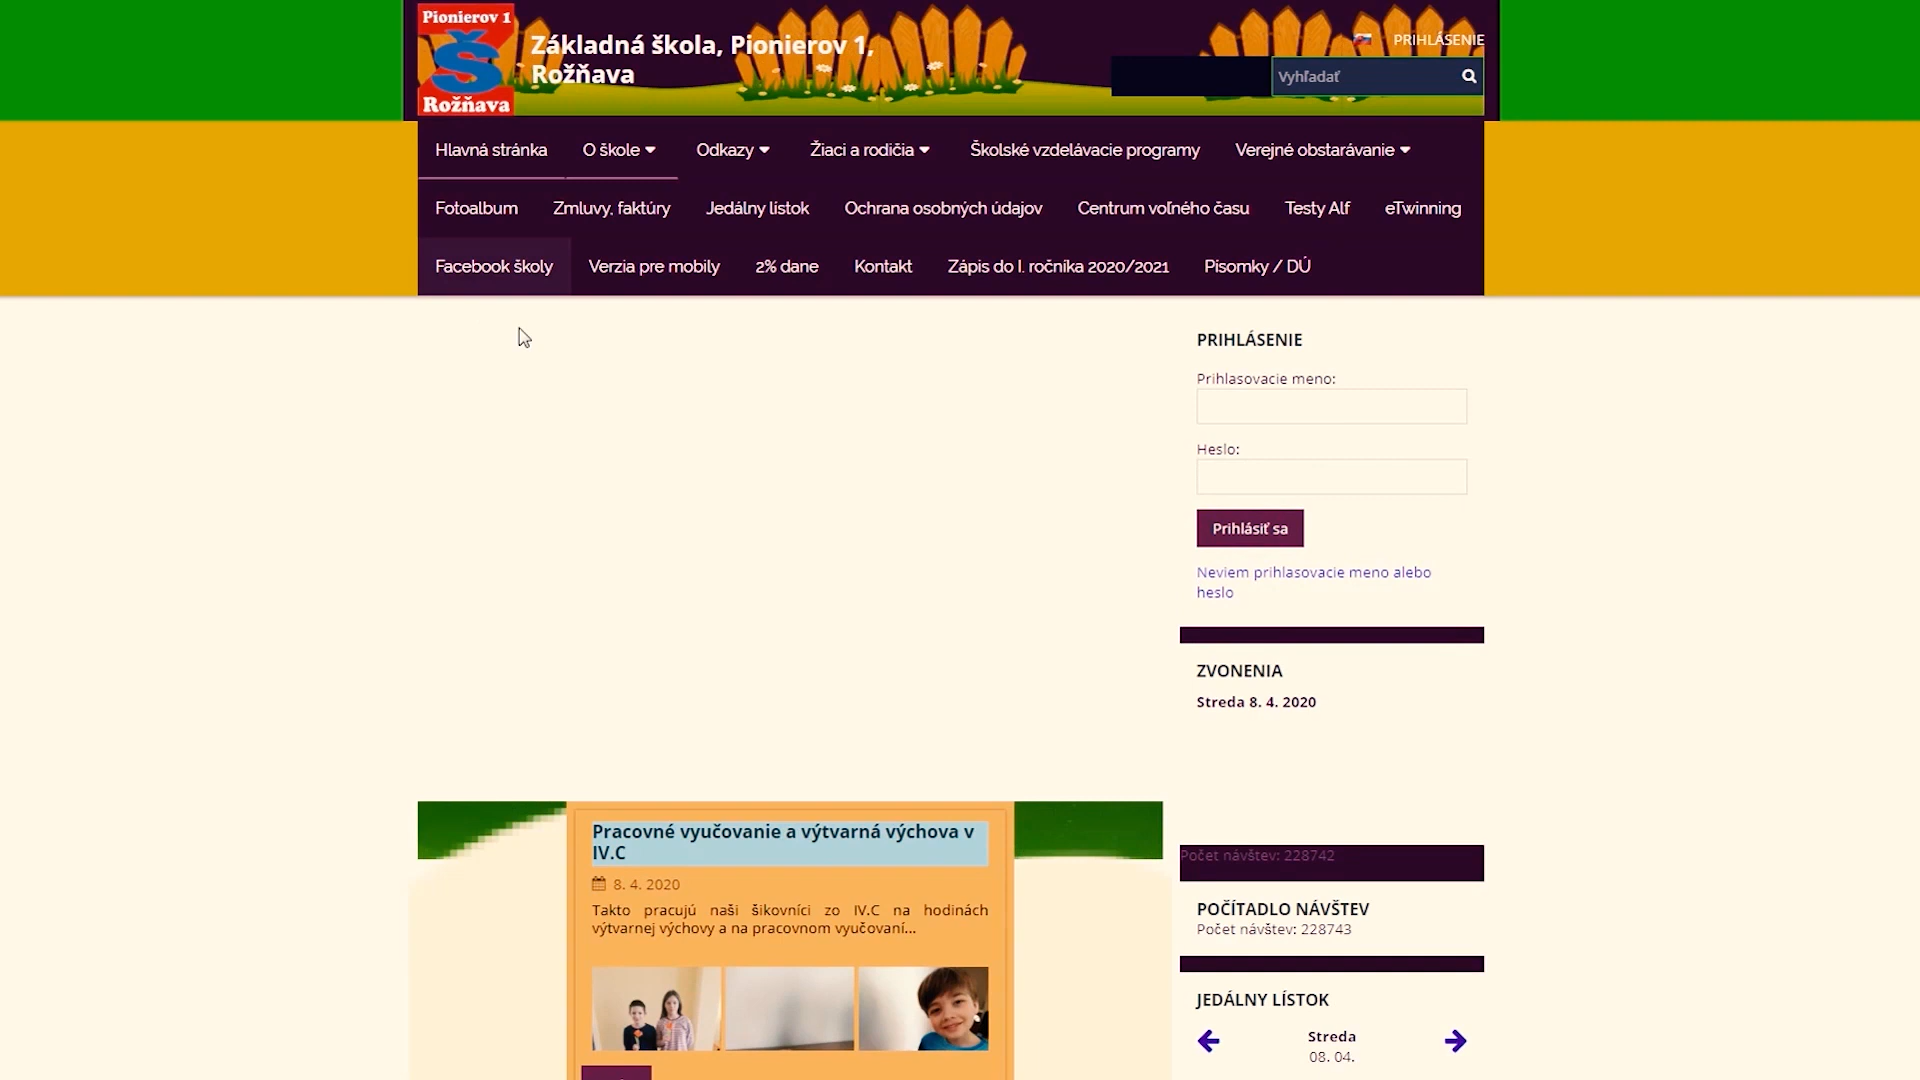 Pionierov 1
Š
Rožňava
Základná škola, Pionierov 1,
Rožňava
PRIHLÁSENIE
Vyhľadať
Hlavná stránka O škole Odkazy Žiaci a rodičia Školské vzdelávacie programy Verejné obstarávanie
Fotoalbum Zmluvy, faktúry Jedálny lístok Ochrana osobných údajov Centrum voľného času Testy Alf eTwinning
Facebook školy Verzia pre mobily 2% dane Kontakt Zápis do I. ročníka 2020/2021 Písomky / DÚ
PRIHLÁSENIE
Prihlasovacie meno:
Heslo:
Prihlásiť sa
Neviem prihlasovacie meno alebo
heslo
ZVONENIA
Streda 8. 4. 2020
Pracovné vyučovanie a výtvarná výchova v
IV.C
8. 4. 2020
Takto pracujú naši šikovníci zo IV.C na hodinách
výtvarnej výchovy a na pracovnom vyučovaní...
Počet návštev: 228742
POČÍTADLO NÁVŠTEV
Počet návštev: 228743
JEDÁLNY LÍSTOK
Streda
08. 04.